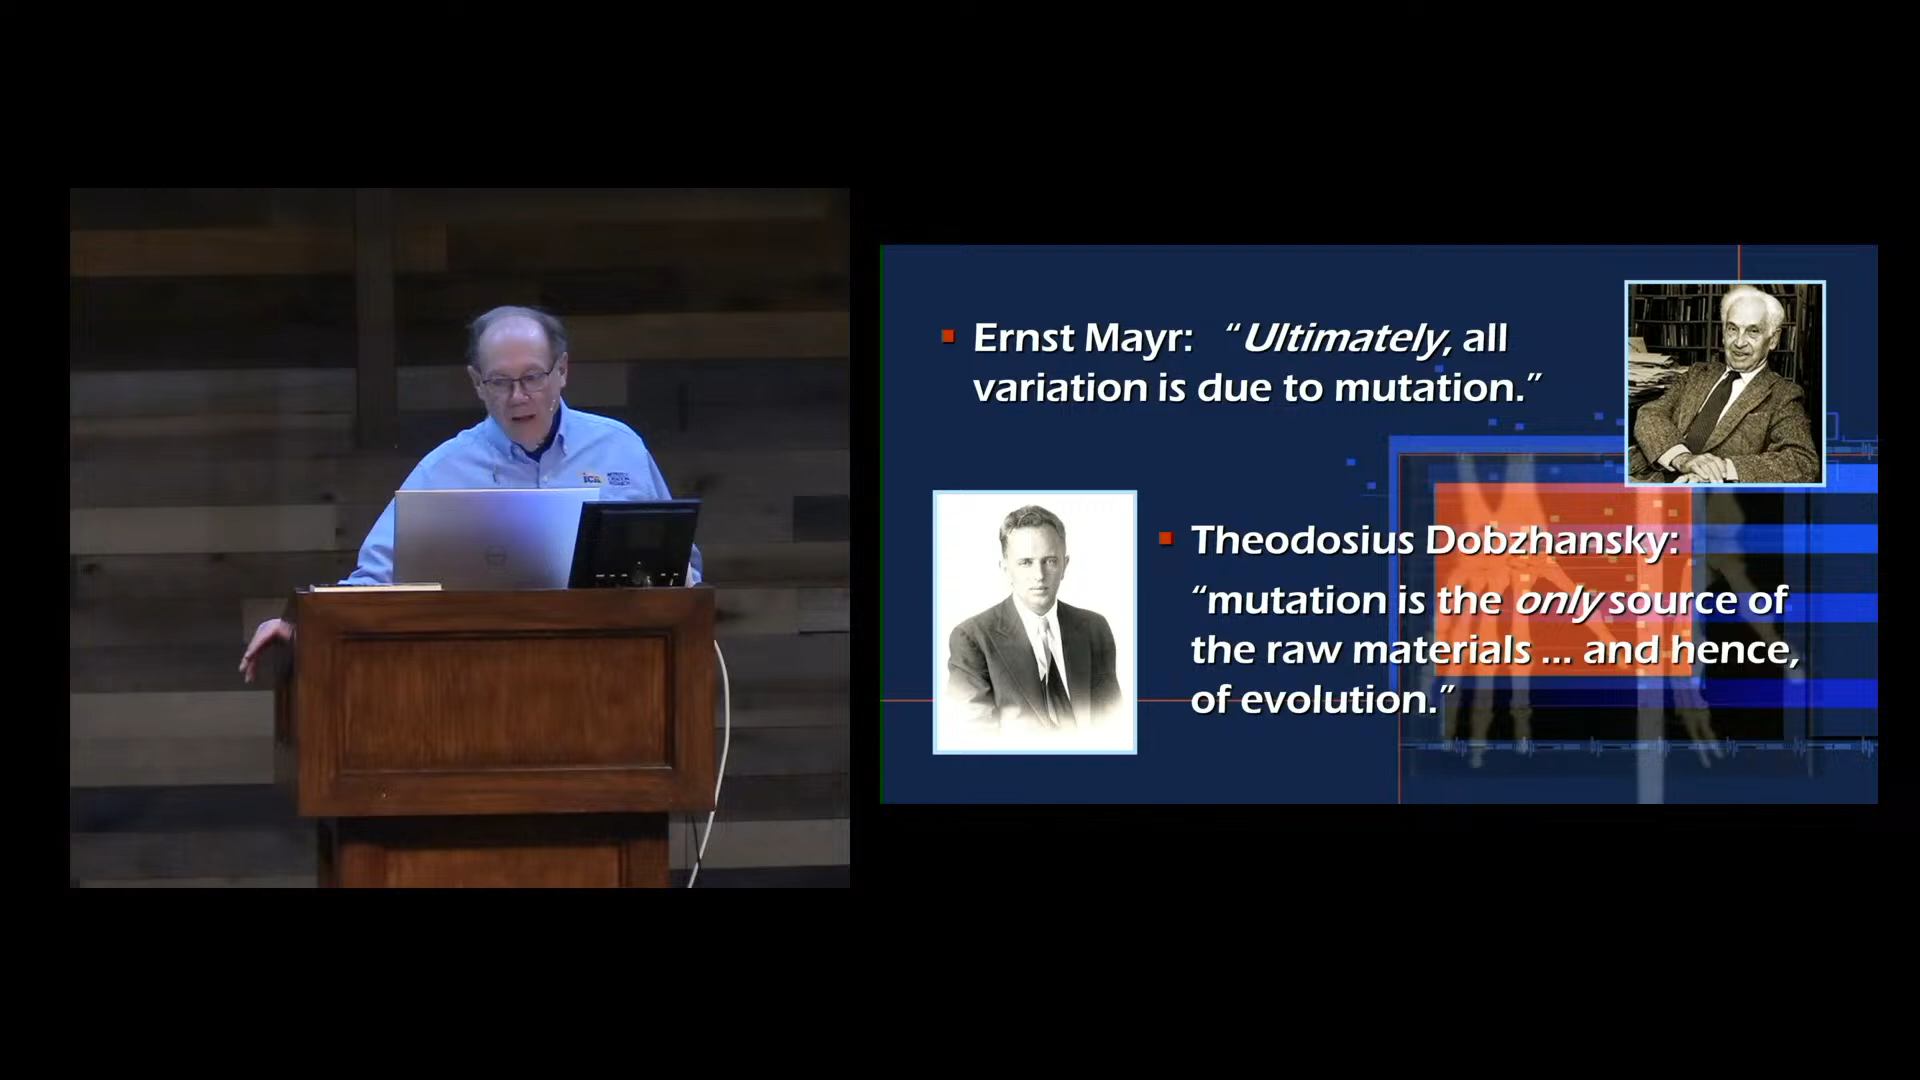 ICR
Ernst Mayr: “Ultimately, all
variation is due to mutation.”
Theodosius Dobzhansky:
“mutation is the only source of
the raw materials ... and hence,
of evolution.”